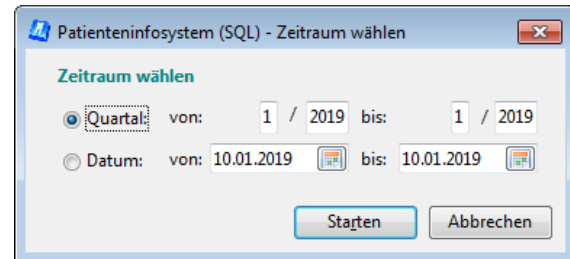 Patienteninfosystem (SQL) - Zeitraum wählen
Zeitraum wählen
Quartal: von: 1 / 2019 bis: 1 / 2019
Datum: von: 10.01.2019 bis: 10.01.2019
Starten Abbrechen